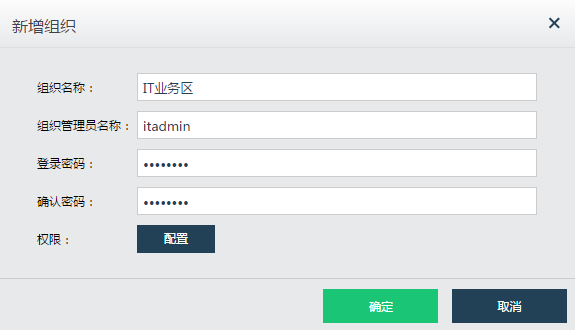 新增组织
组织名称：
IT业务区
组织管理员名称：
itadmin
登录密码：
••••••••
确认密码：
••••••••
权限：
配置
确定
取消